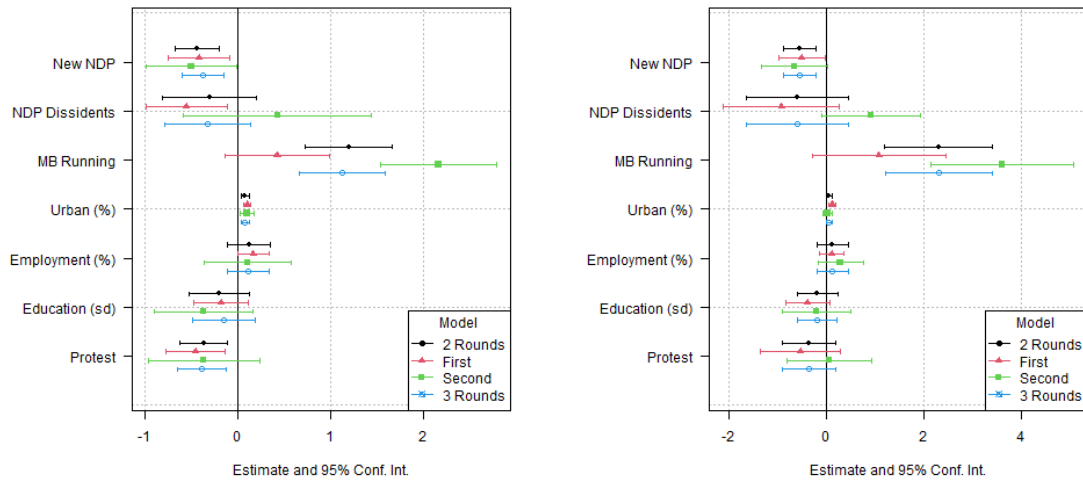 New NDP
NDP Dissidents
MB Running
Urban (%)
Employment (%)
Education (sd)
Protest
Model
2 Rounds
First
Second
3 Rounds
-1
0
1
2
Estimate and 95% Conf. Int.
New NDP
NDP Dissidents
MB Running
Urban (%)
Employment (%)
Education (sd)
Protest
Model
2 Rounds
First
Second
3 Rounds
-2
0
2
4
Estimate and 95% Conf. Int.